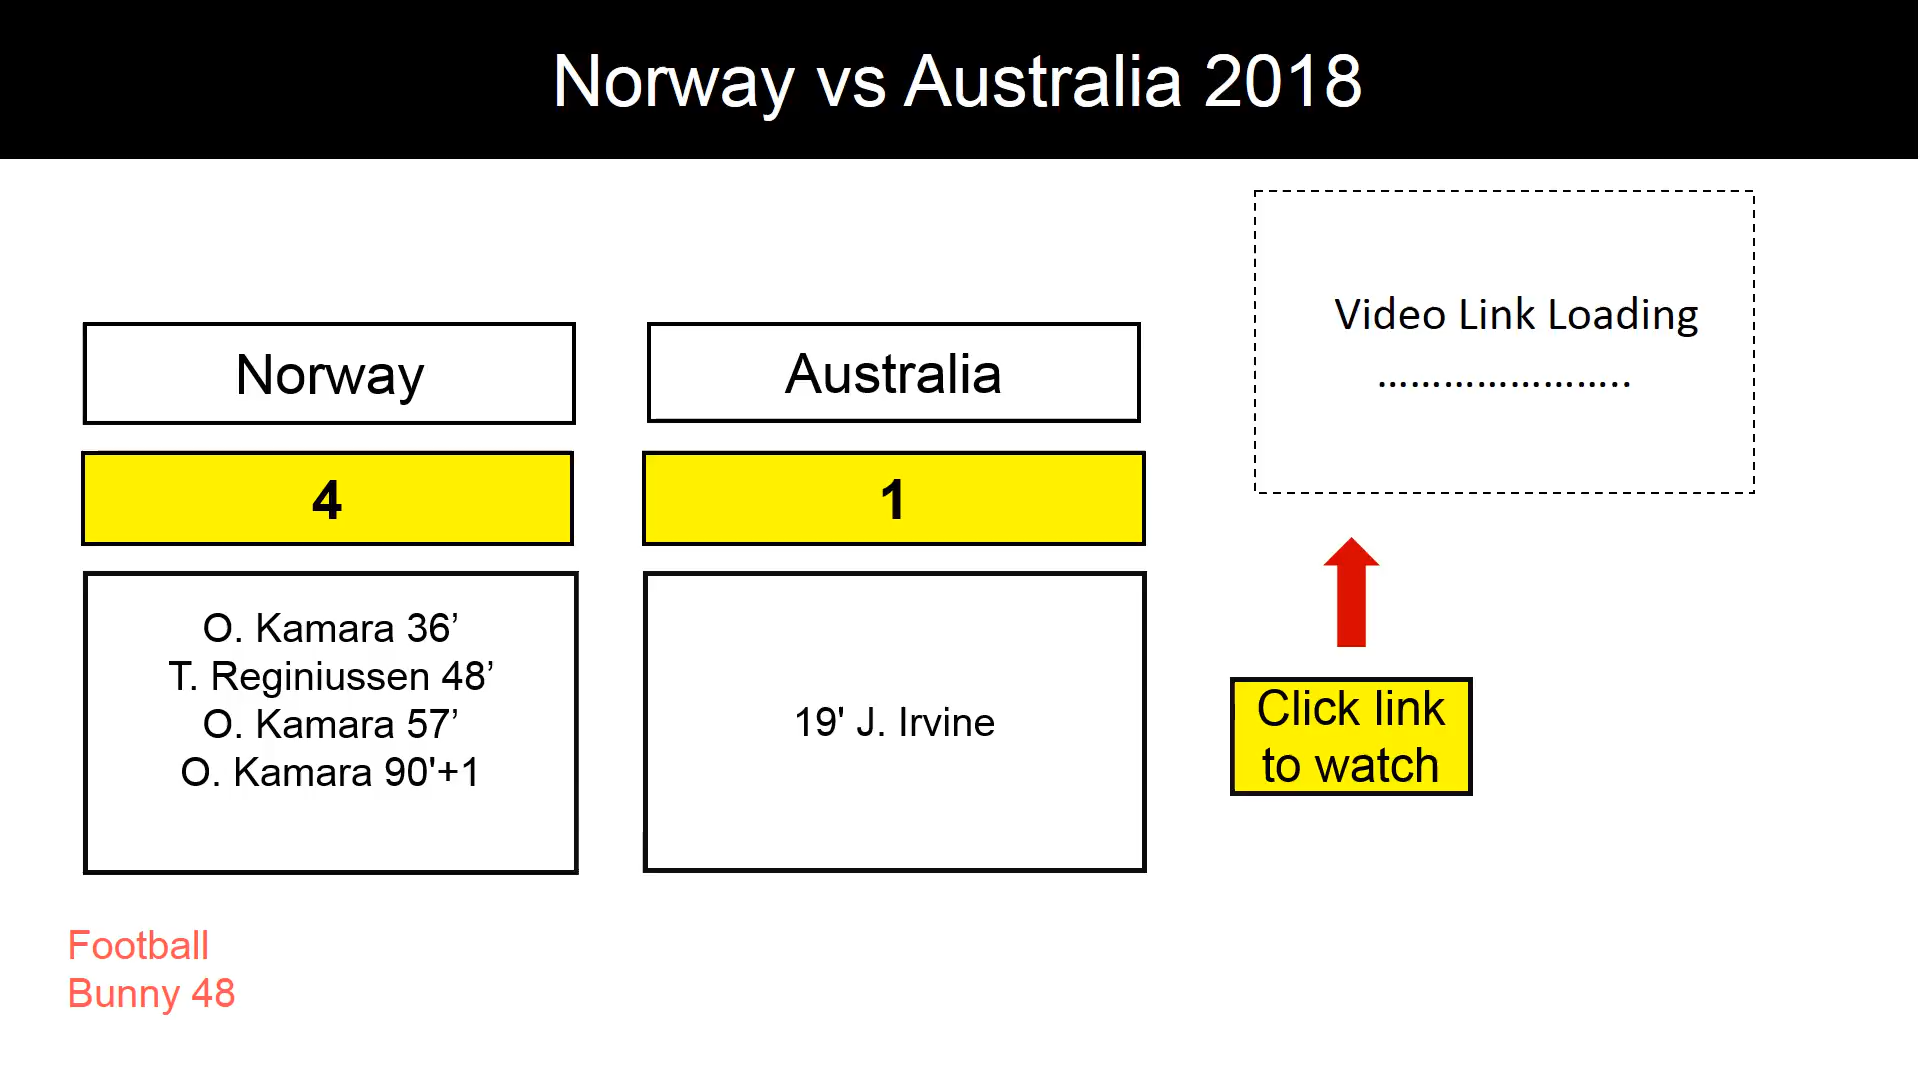 Norway vs Australia 2018
Norway
Australia
4
1
O. Kamara 36’
T. Reginiussen 48’
O. Kamara 57’
O. Kamara 90'+1
19' J. Irvine
Video Link Loading
…………………..
Click link
to watch
Football
Bunny 48